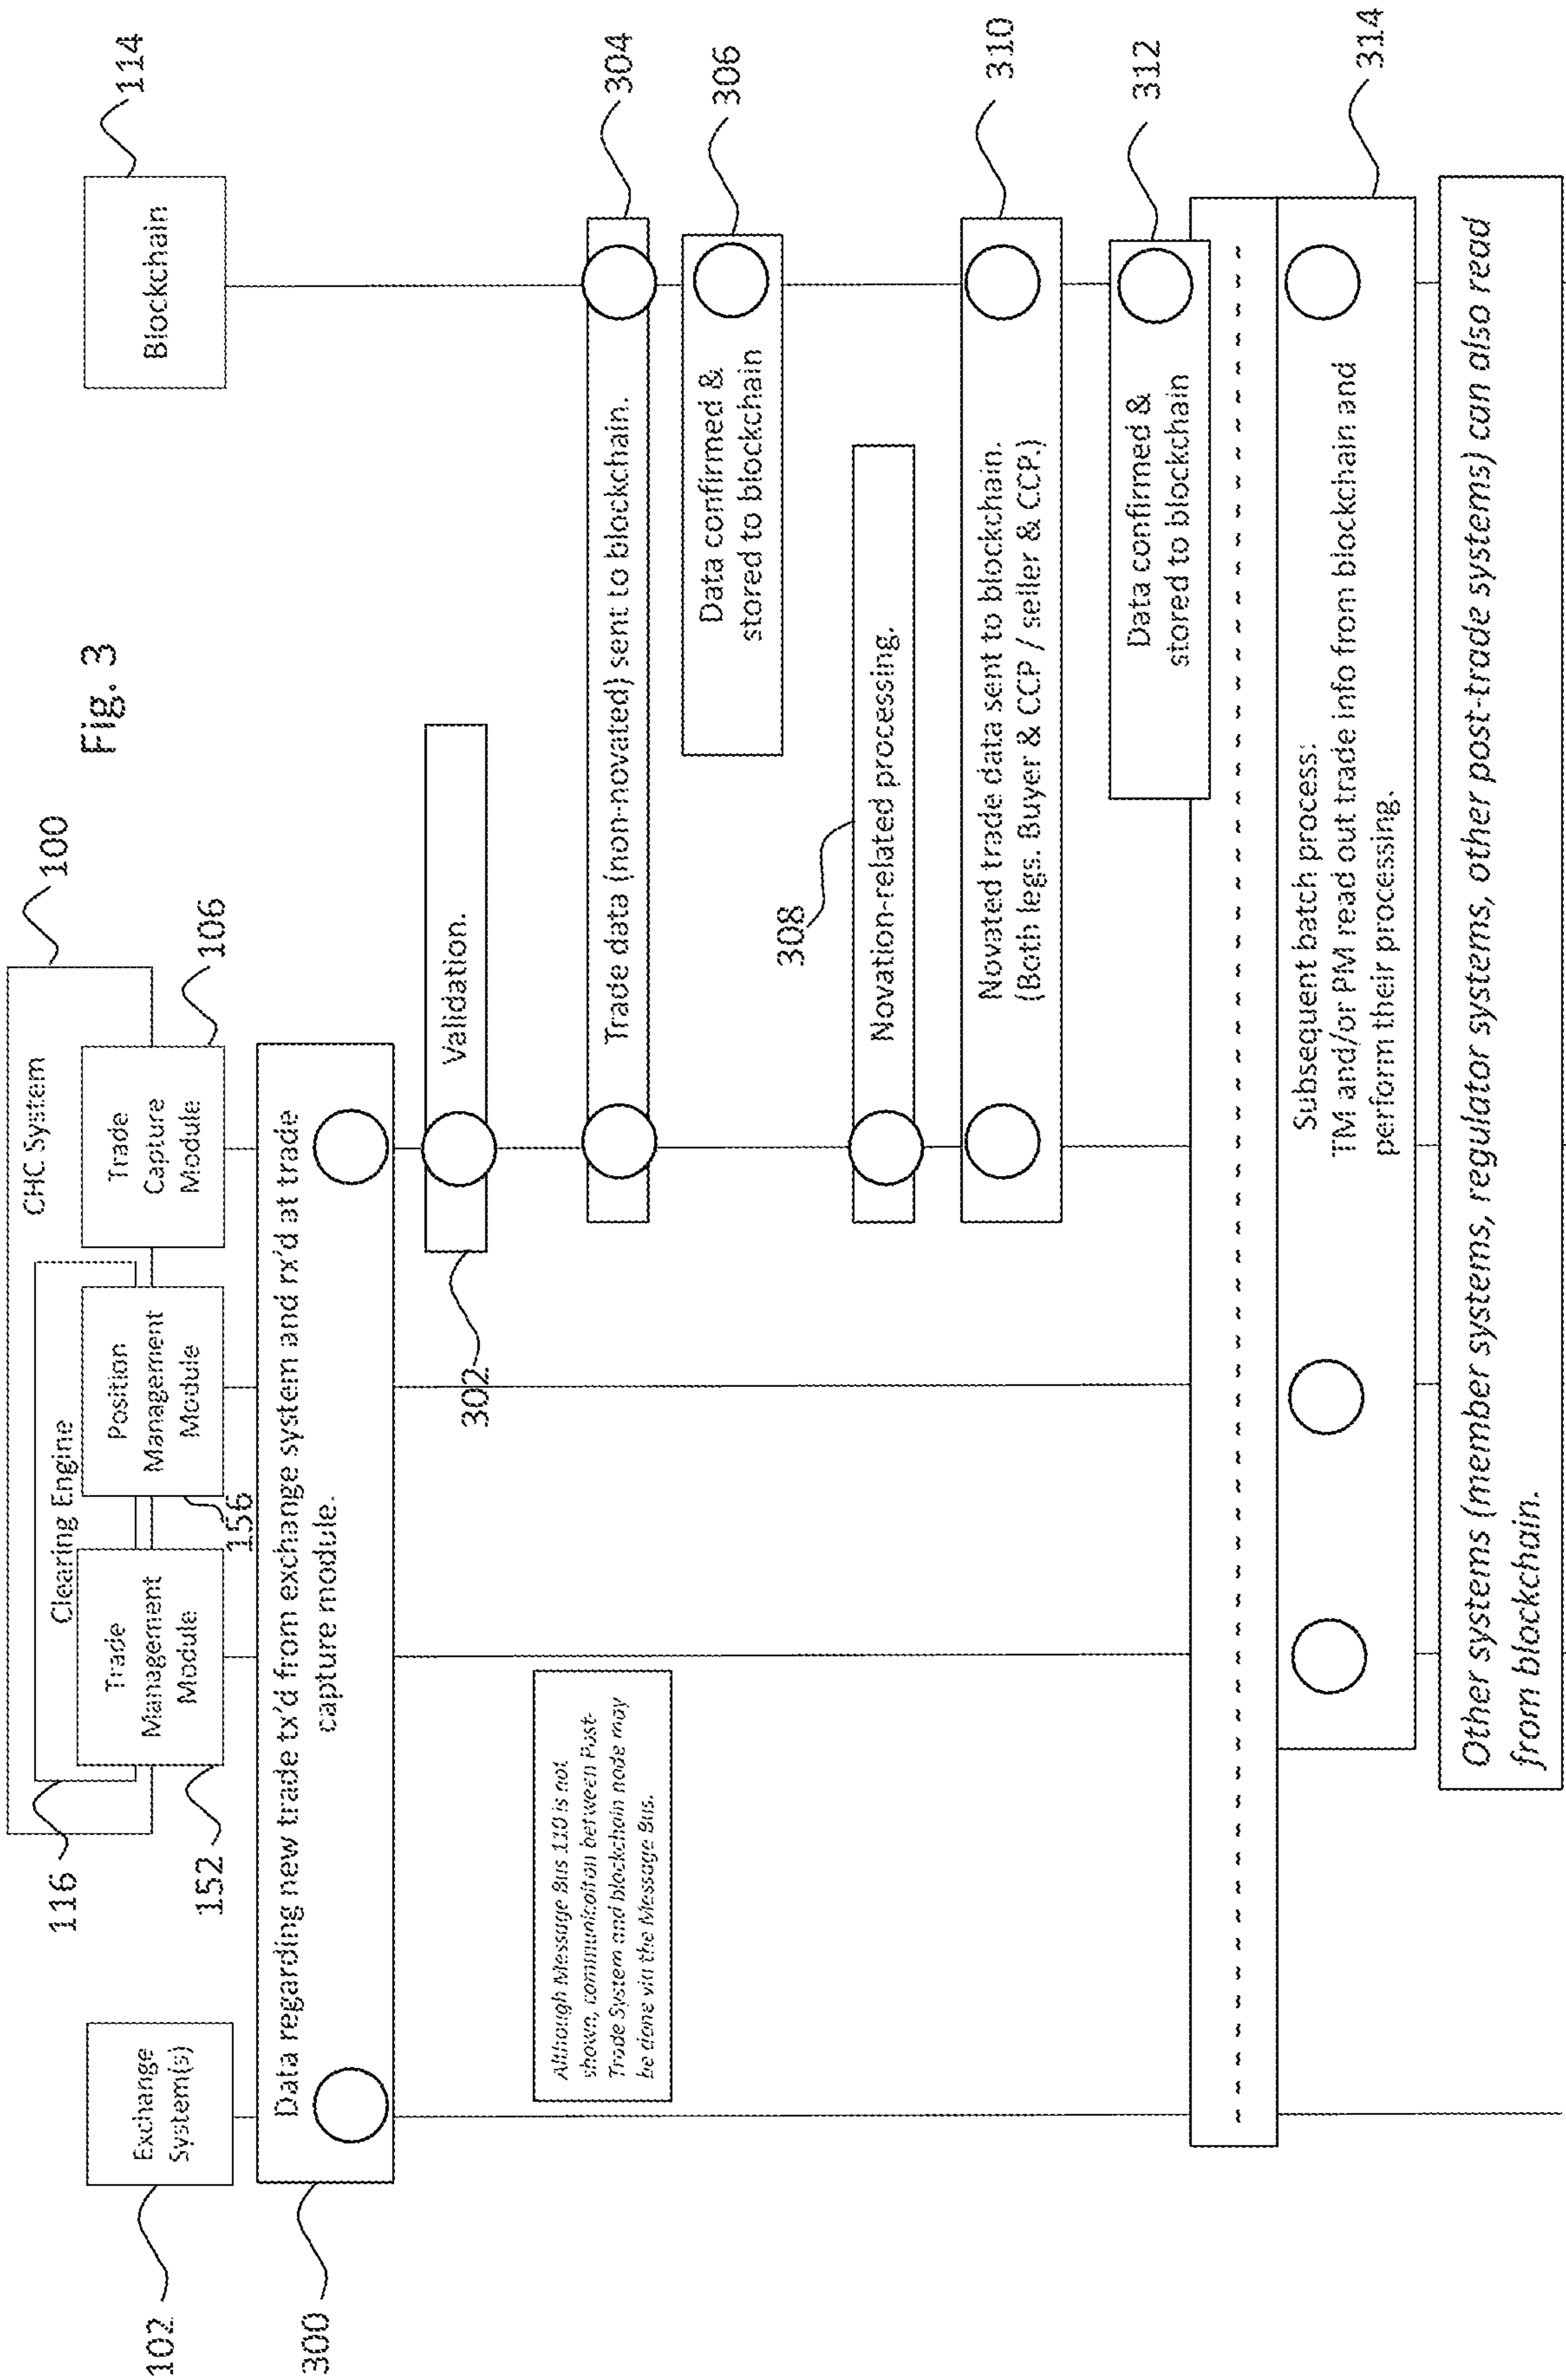 Fig. 3
100
CHC System
114
Blockchain
116
Clearing Engine
102
Exchange
System(s)
152
Trade
Management
Module
156
Position
Management
Module
106
Trade
Capture
Module
300
Data regarding new trade tx'd from exchange system and rx'd at trade
capture module.
302
Validation.
Although Message Bus 110 is not
shown, communicaiton between Post-
Trade System and blockchain node may
be done via the Message Bus.
304
Trade data (non-novated) sent to blockchain.
306
Data confirmed &
stored to blockchain
308
Novation-related processing.
310
Novated trade data sent to blockchain.
(Both legs. Buyer & CCP / seller & CCP.)
312
Data confirmed &
stored to blockchain
314
Subsequent batch process:
TM and/or PM read out trade info from blockchain and
perform their processing.
Other systems (member systems, regulator systems, other post-trade systems) can also read
from blockchain.